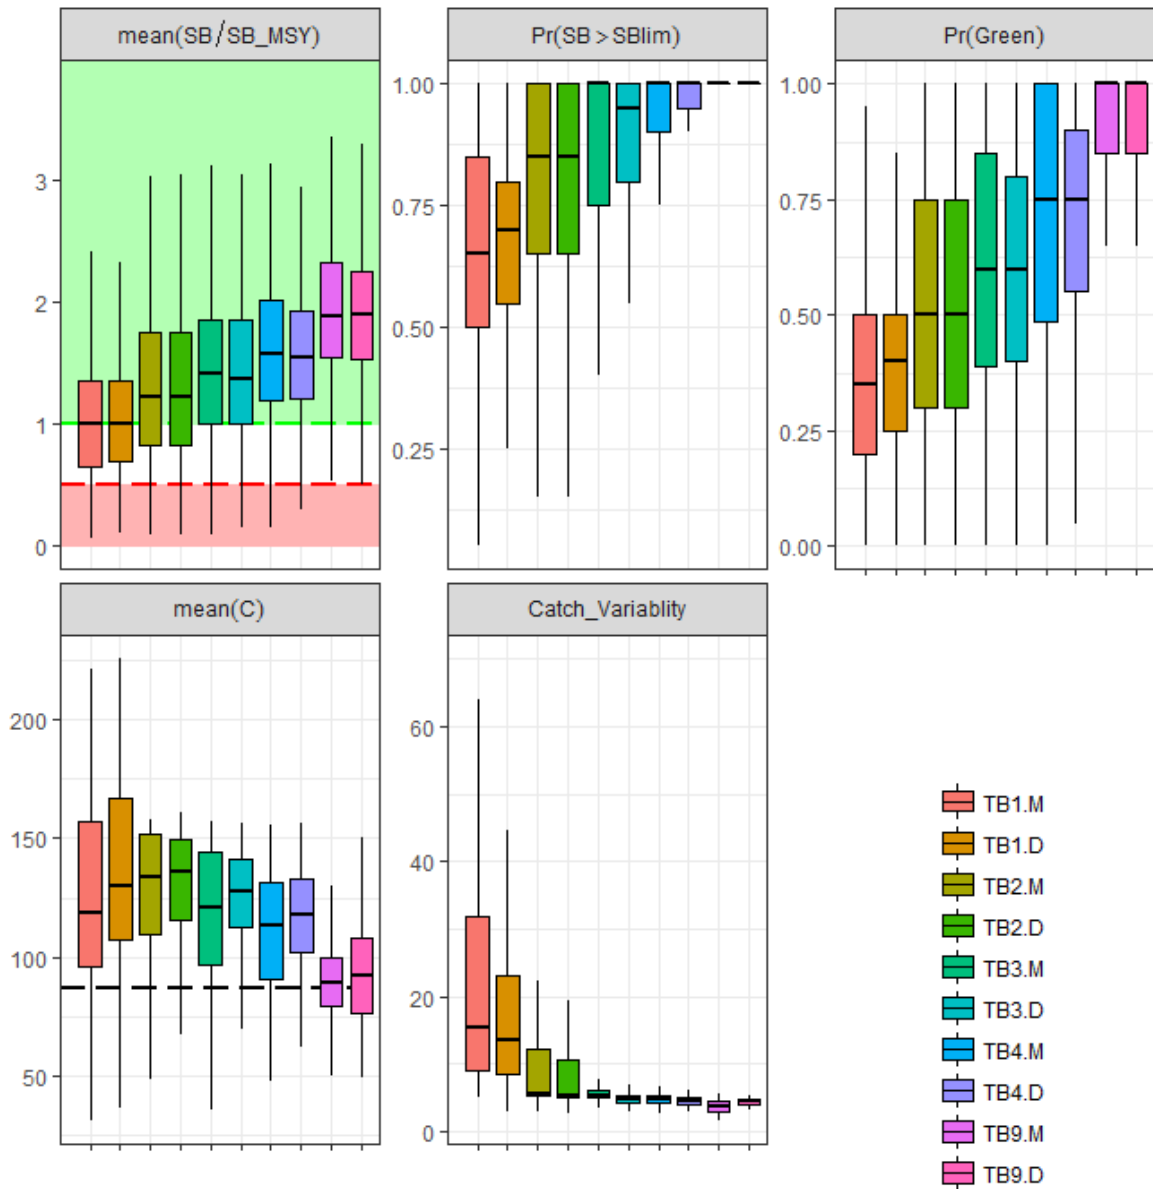 mean(SB/SB_MSY)
Pr(SB>SBlim)
Pr(Green)
3
2
1
0
1.00
0.75
0.50
0.25
1.00
0.75
0.50
0.25
0.00
mean(C)
Catch_Variablity
200
150
100
50
60
40
20
0
TB1.M
TB1.D
TB2.M
TB2.D
TB3.M
TB3.D
TB4.M
TB4.D
TB9.M
TB9.D